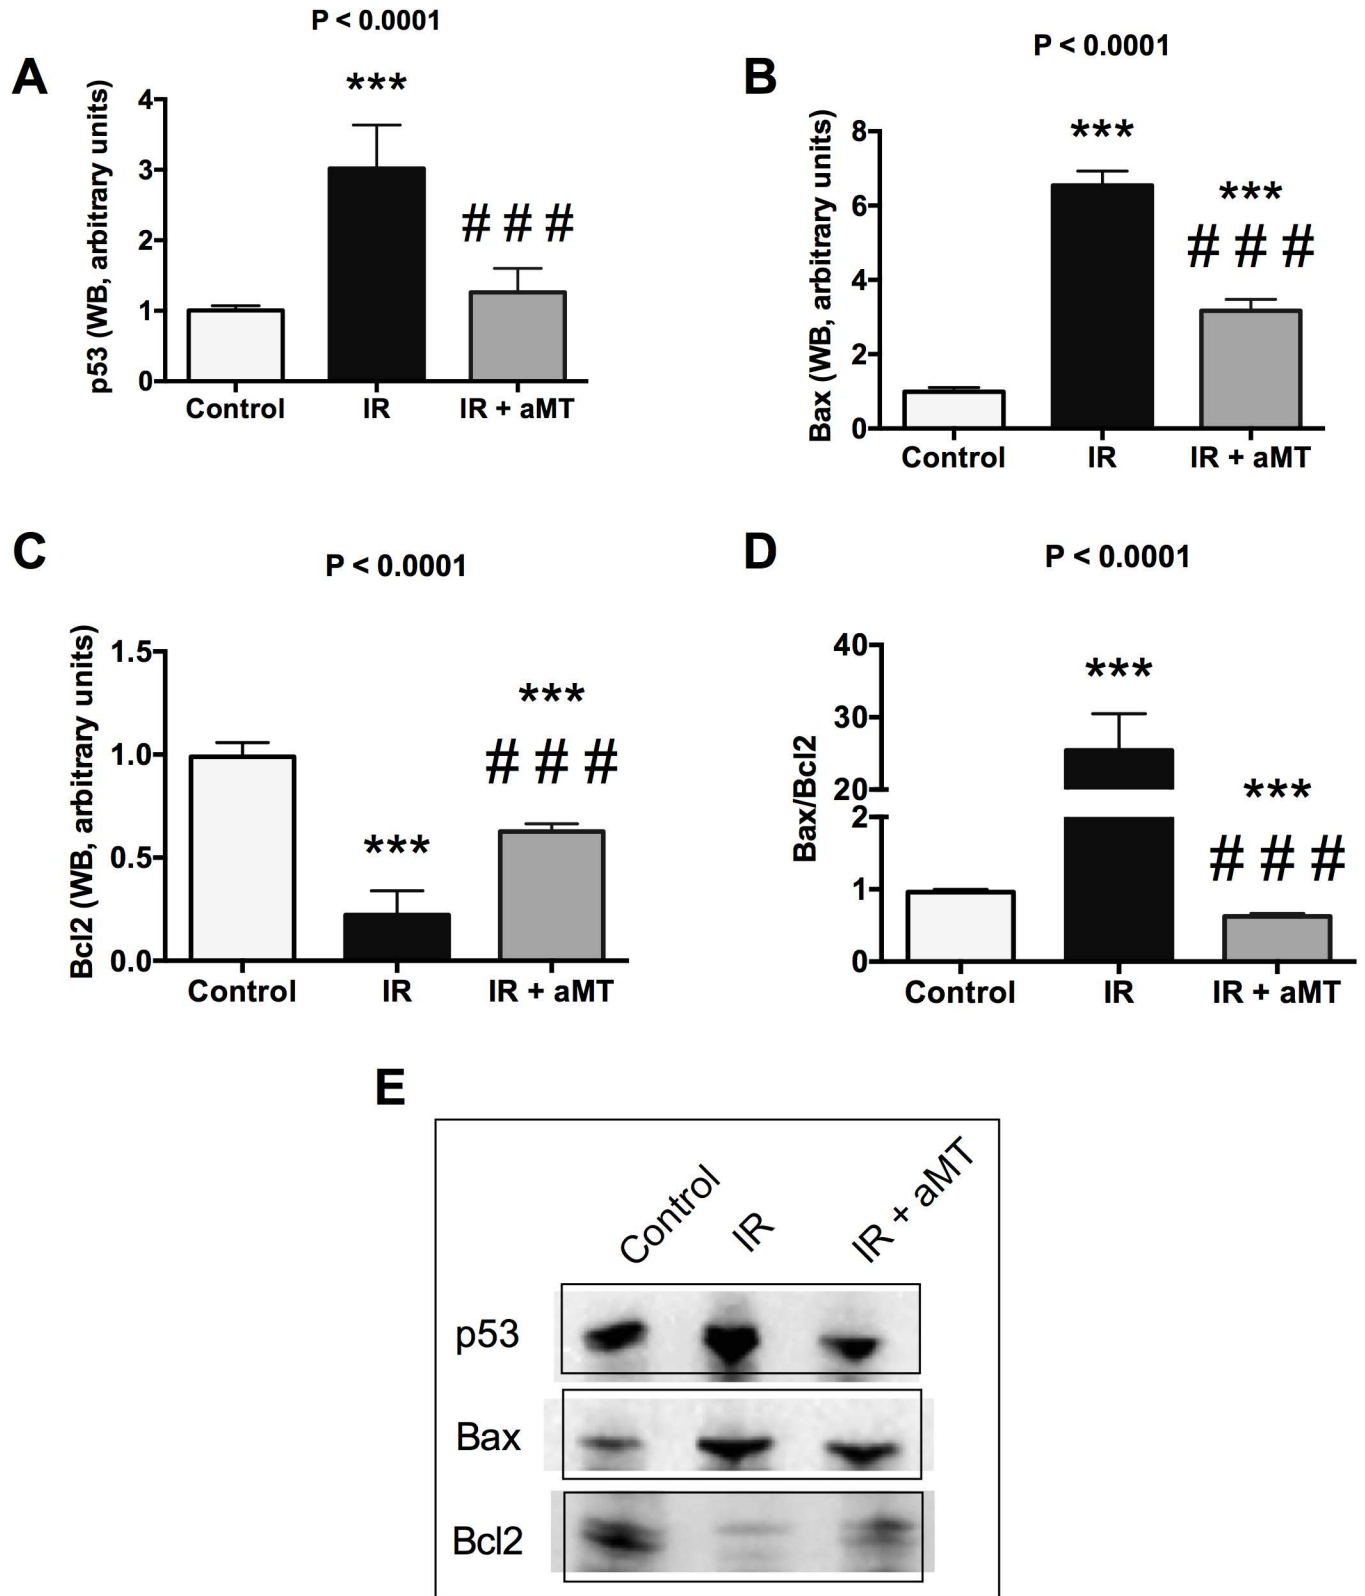 A
P < 0.0001
p53 (WB, arbitrary units)
4
3
2
1
0
***
# # #
Control IR IR + aMT
B
P < 0.0001
Bax (WB, arbitrary units)
8
6
4
2
0
***
***
# # #
Control IR IR + aMT
C
P < 0.0001
Bcl2 (WB, arbitrary units)
1.5
1.0
0.5
0.0
***
***
# # #
Control IR IR + aMT
D
P < 0.0001
Bax/Bcl2
40
30
20
2
1
0
***
***
# # #
Control IR IR + aMT
E
Control IR IR + aMT
p53
Bax
Bcl2